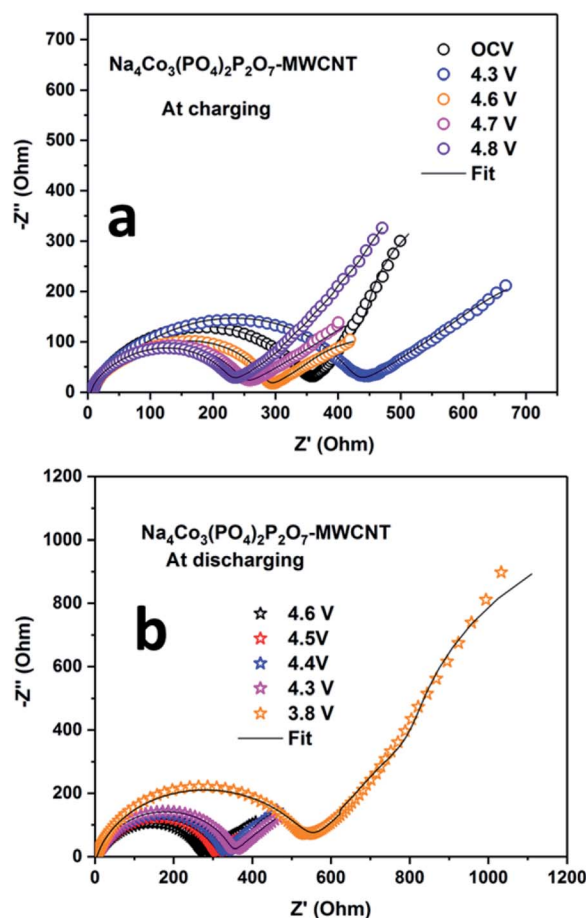 700
600
500
400
300
200
100
0
-Z'' (Ohm)
Na₄Co₃(PO₄)₂P₂O₇-MWCNT
At charging
a
OCV
4.3 V
4.6 V
4.7 V
4.8 V
Fit
0 100 200 300 400 500 600 700
Z' (Ohm)
1200
1000
800
600
400
200
0
-Z'' (Ohm)
Na₄Co₃(PO₄)₂P₂O₇-MWCNT
At discharging
b
4.6 V
4.5V
4.4V
4.3 V
3.8 V
Fit
0 200 400 600 800 1000 1200
Z' (Ohm)